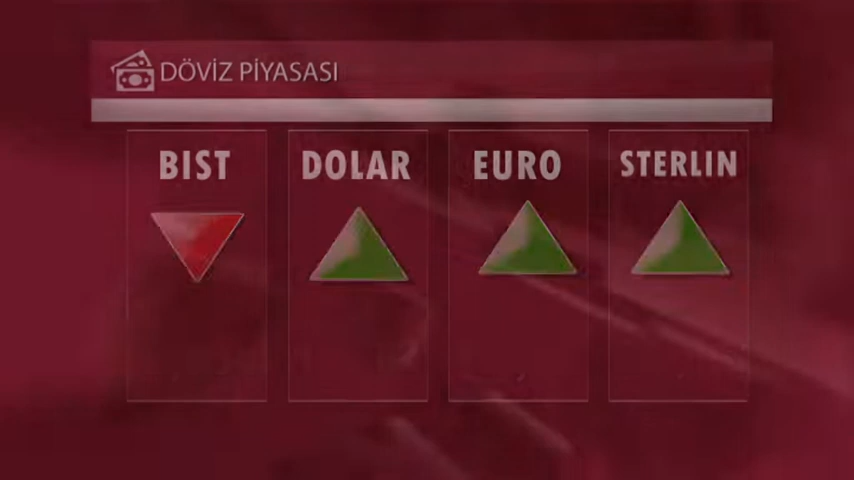 DÖVİZ PİYASASI
BIST
DOLAR
EURO
STERLIN